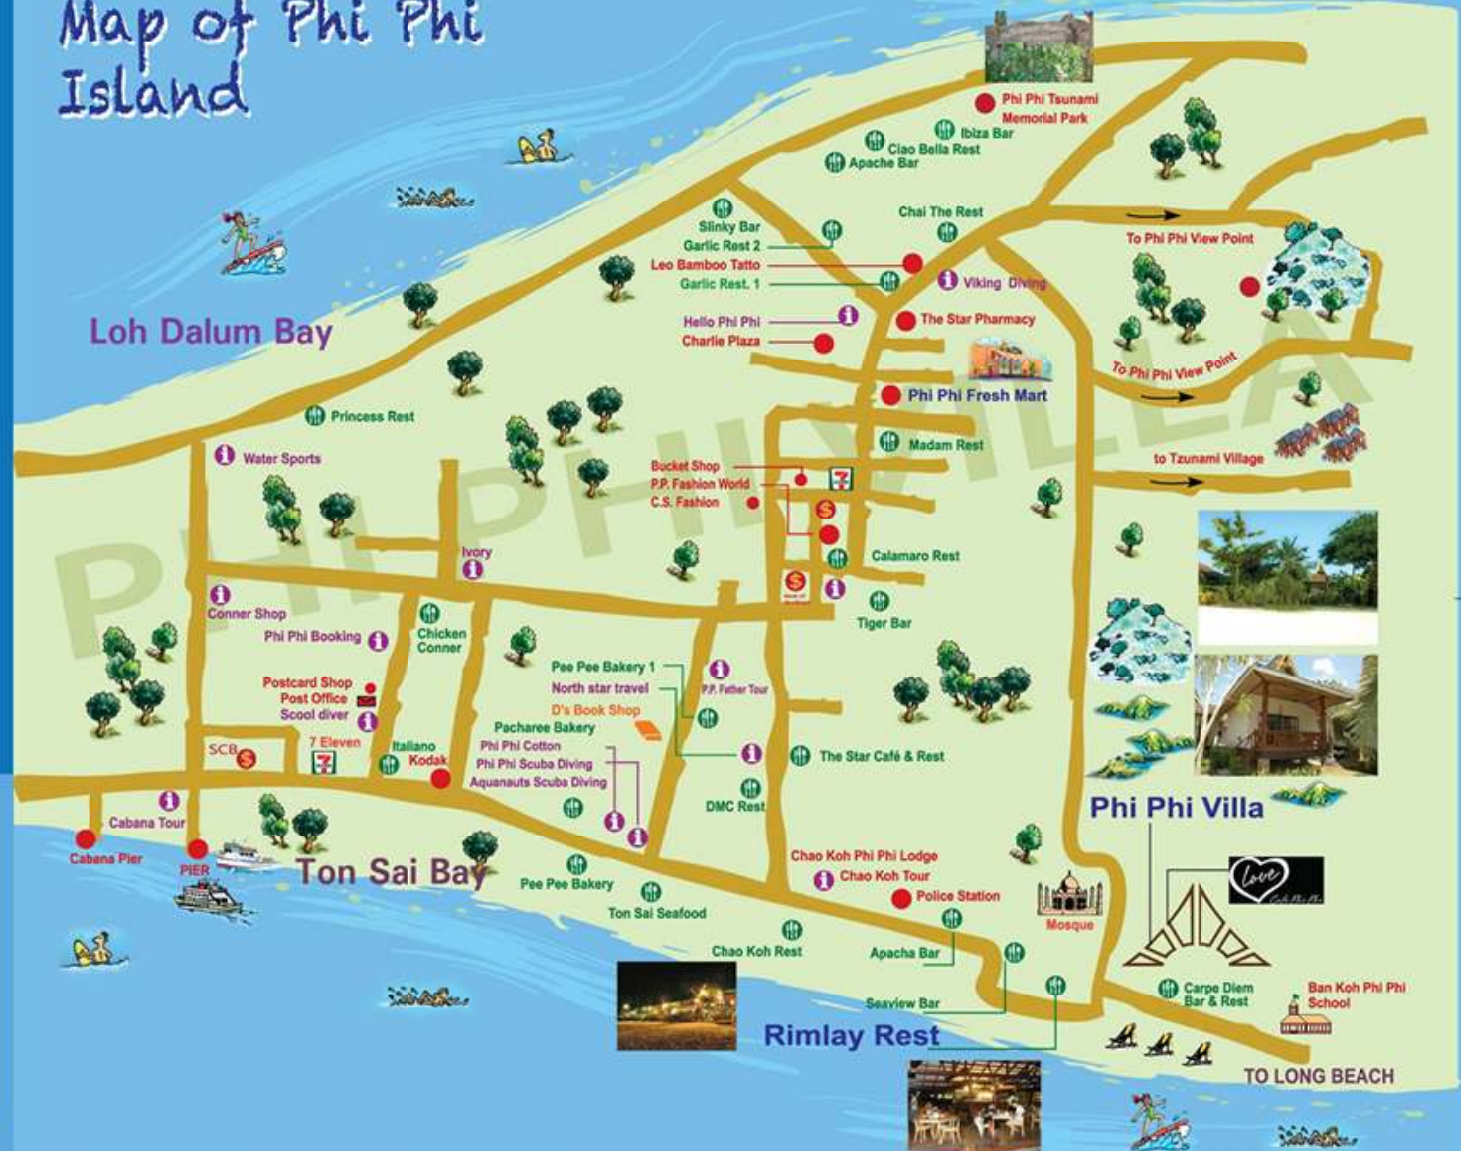 Map of Phi Phi
Island
Phi Phi Tsunami
Memorial Park
Ibiza Bar
Ciao Bella Rest
Apache Bar
Slinky Bar
Chai The Rest
Garlic Rest 2
To Phi Phi View Point
Leo Bamboo Tatto
Garlic Rest. 1
Viking Diving
Hello Phi Phi
The Star Pharmacy
Loh Dalum Bay
Charlie Plaza
To Phi Phi View Point
Phi Phi Fresh Mart
Princess Rest
Madam Rest
Water Sports
to Tzunami Village
Bucket Shop
P.P. Fashion World
7
C.S. Fashion
$
PHI PHI VILLA
Ivory
Calamaro Rest
$
Conner Shop
Tiger Bar
Phi Phi Booking
Chicken
Conner
Pee Pee Bakery 1
Postcard Shop
North star travel
P.P. Father Tour
Post Office
D's Book Shop
Scool diver
Pacharee Bakery
7 Eleven
Italiano
Phi Phi Cotton
SCB
$
7
Kodak
Phi Phi Scuba Diving
The Star Café & Rest
Aquanauts Scuba Diving
DMC Rest
Phi Phi Villa
Cabana Tour
Cabana Pier
PIER
Ton Sai Bay
Chao Koh Phi Phi Lodge
Chao Koh Tour
Pee Pee Bakery
Police Station
Love
Ton Sai Seafood
Mosque
Chao Koh Rest
Apacha Bar
Carpe Diem
Bar & Rest
Ban Koh Phi Phi
School
Seaview Bar
Rimlay Rest
TO LONG BEACH